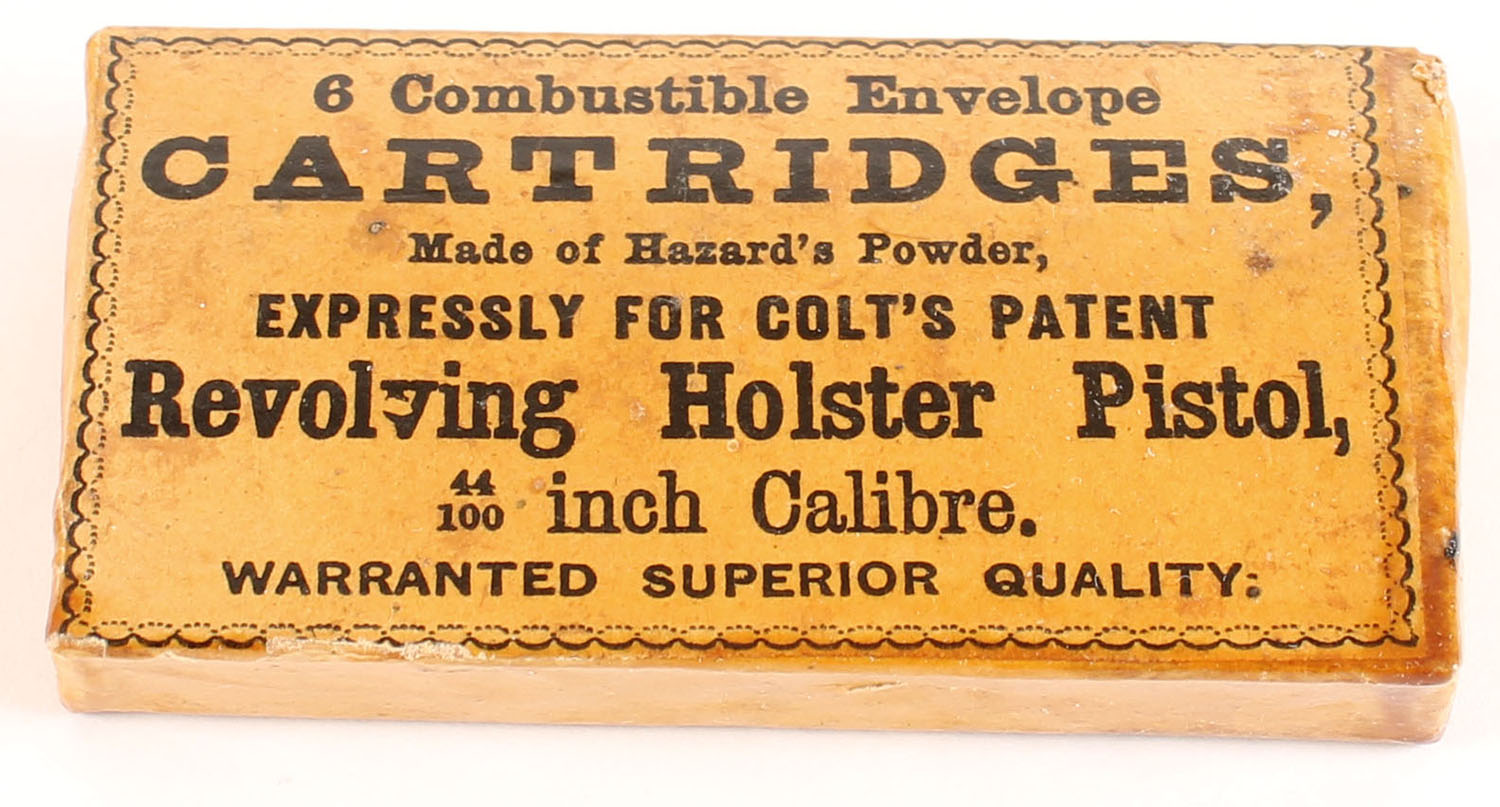 6 Combustible Envelope
CARTRIDGES,
Made of Hazard's Powder,
EXPRESSLY FOR COLT'S PATENT
Revolving Holster Pistol,
44/100 inch Calibre.
WARRANTED SUPERIOR QUALITY: